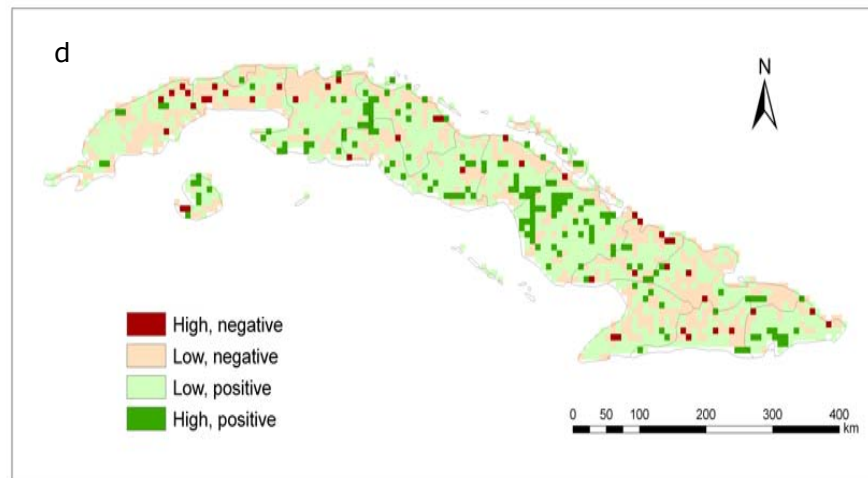 d
N
High, negative
Low, negative
Low, positive
High, positive
0 50 100 200 300 400
km